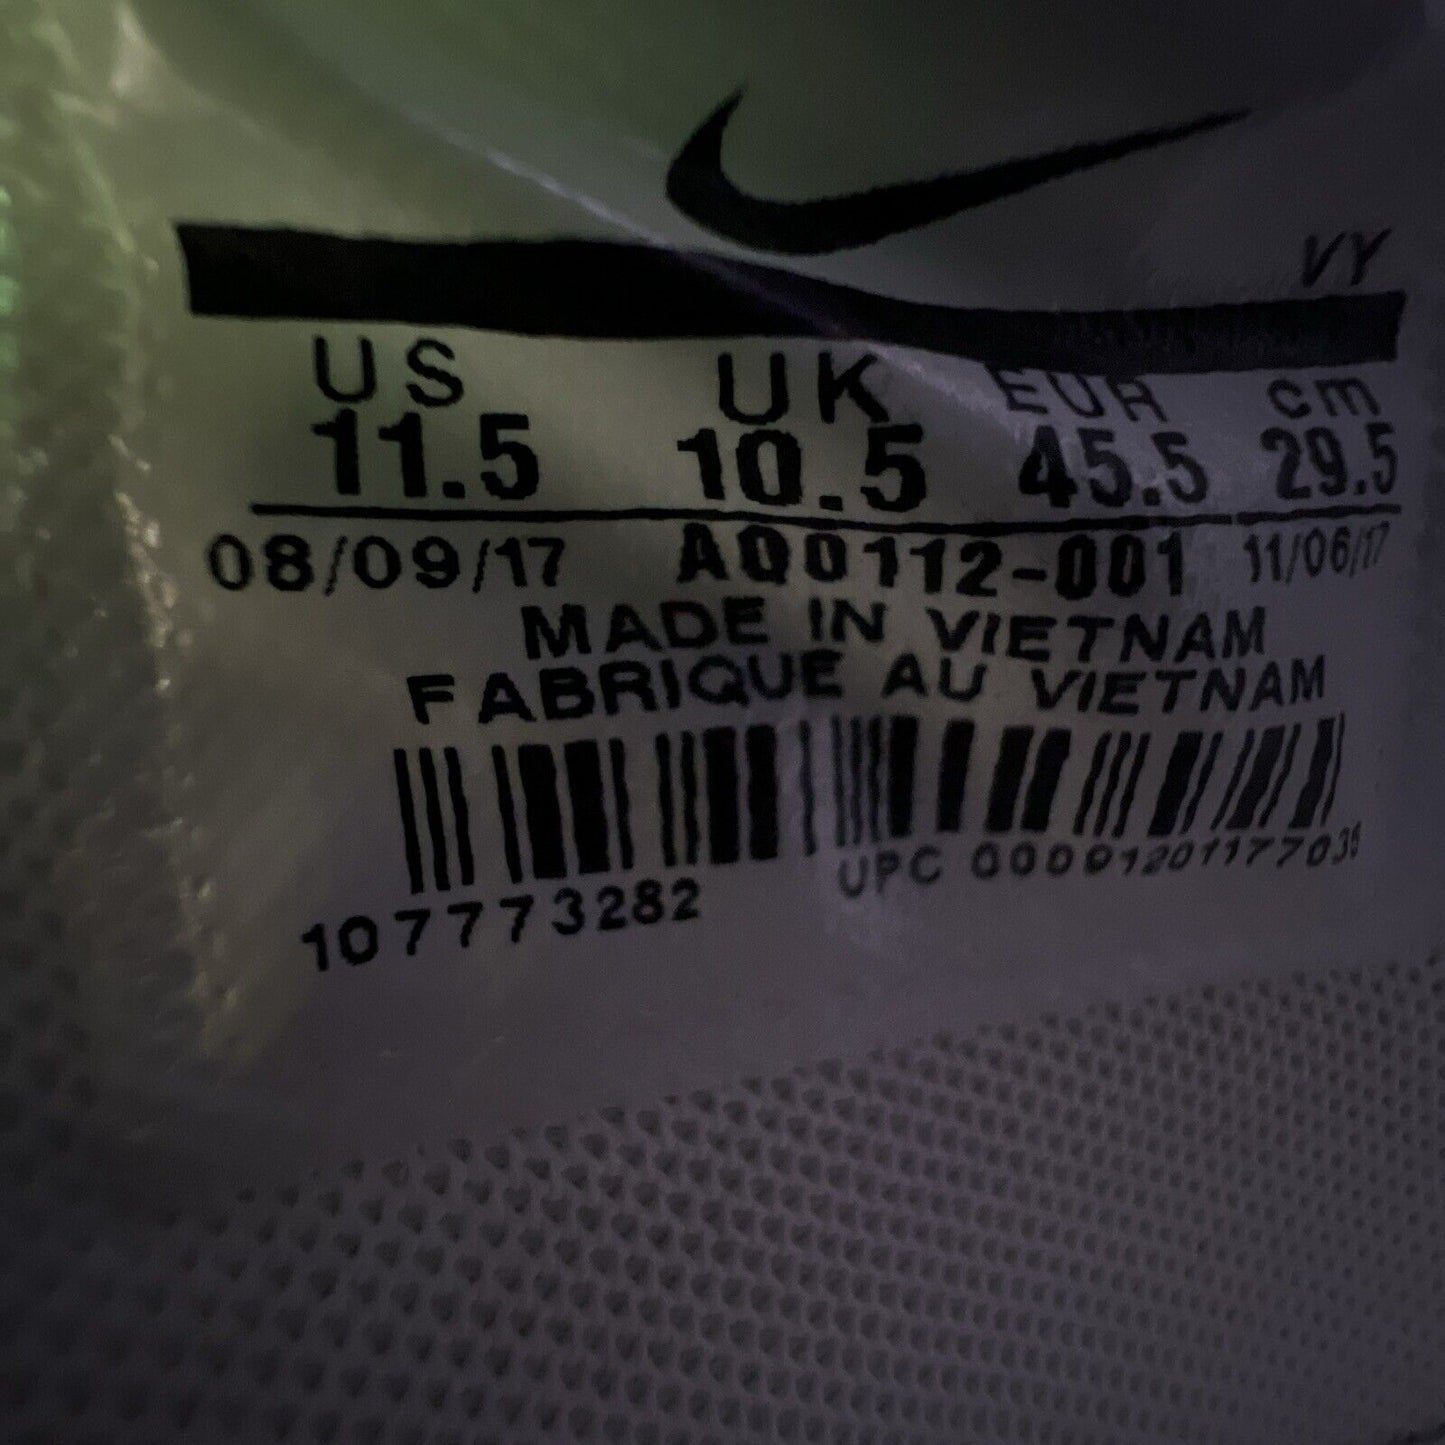 VY
US UK EUR cm
11.5 10.5 45.5 29.5
08/09/17 AQ0112-001 11/06/17
MADE IN VIETNAM
FABRIQUE AU VIETNAM
UPC 00091201177039
107773282